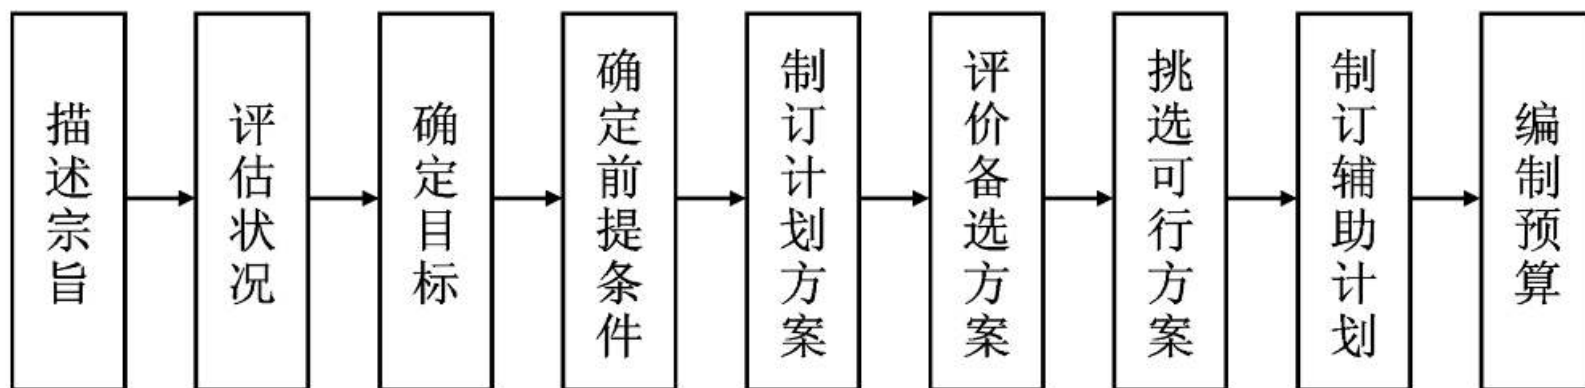 描述宗旨
评估状况
确定目标
确定前提条件
制订计划方案
评价备选方案
挑选可行方案
制订辅助计划
编制预算